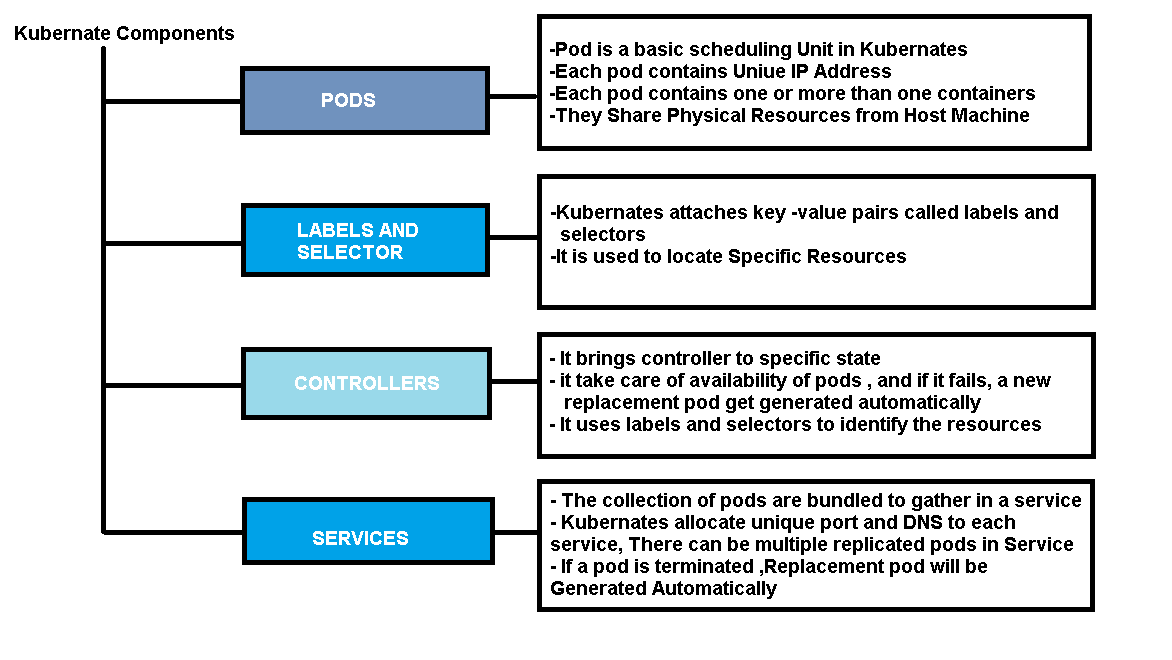 Kubernate Components
PODS
-Pod is a basic scheduling Unit in Kubernates
-Each pod contains Uniue IP Address
-Each pod contains one or more than one containers
-They Share Physical Resources from Host Machine
LABELS AND
SELECTOR
-Kubernates attaches key -value pairs called labels and
selectors
-It is used to locate Specific Resources
CONTROLLERS
- It brings controller to specific state
- it take care of availability of pods , and if it fails, a new
replacement pod get generated automatically
- It uses labels and selectors to identify the resources
SERVICES
- The collection of pods are bundled to gather in a service
- Kubernates allocate unique port and DNS to each
service, There can be multiple replicated pods in Service
- If a pod is terminated ,Replacement pod will be
Generated Automatically